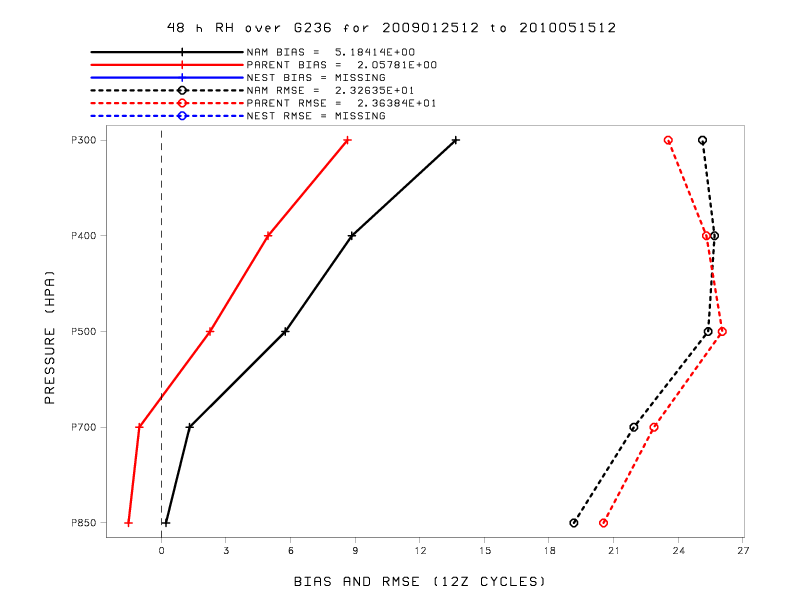 48 h RH over G236 for 2009012512 to 2010051512
NAM BIAS = 5.18414E+00
PARENT BIAS = 2.05781E+00
NEST BIAS = MISSING
NAM RMSE = 2.32635E+01
PARENT RMSE = 2.36384E+01
NEST RMSE = MISSING
P300
P400
P500
P700
P850
PRESSURE (HPA)
0 3 6 9 12 15 18 21 24 27
BIAS AND RMSE (12Z CYCLES)